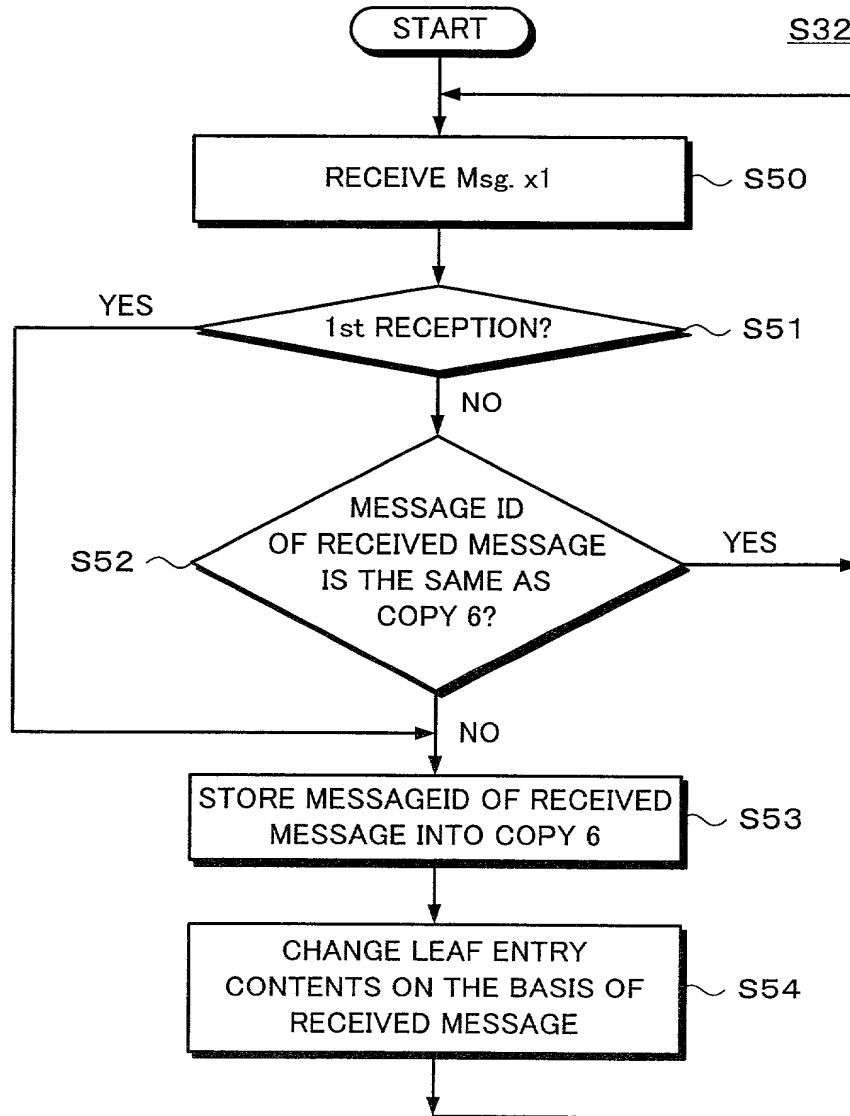 START
S32
RECEIVE Msg. x1
S50
YES
1st RECEPTION?
S51
NO
MESSAGE ID
OF RECEIVED MESSAGE
IS THE SAME AS
COPY 6?
S52
YES
NO
STORE MESSAGEID OF RECEIVED
MESSAGE INTO COPY 6
S53
CHANGE LEAF ENTRY
CONTENTS ON THE BASIS OF
RECEIVED MESSAGE
S54